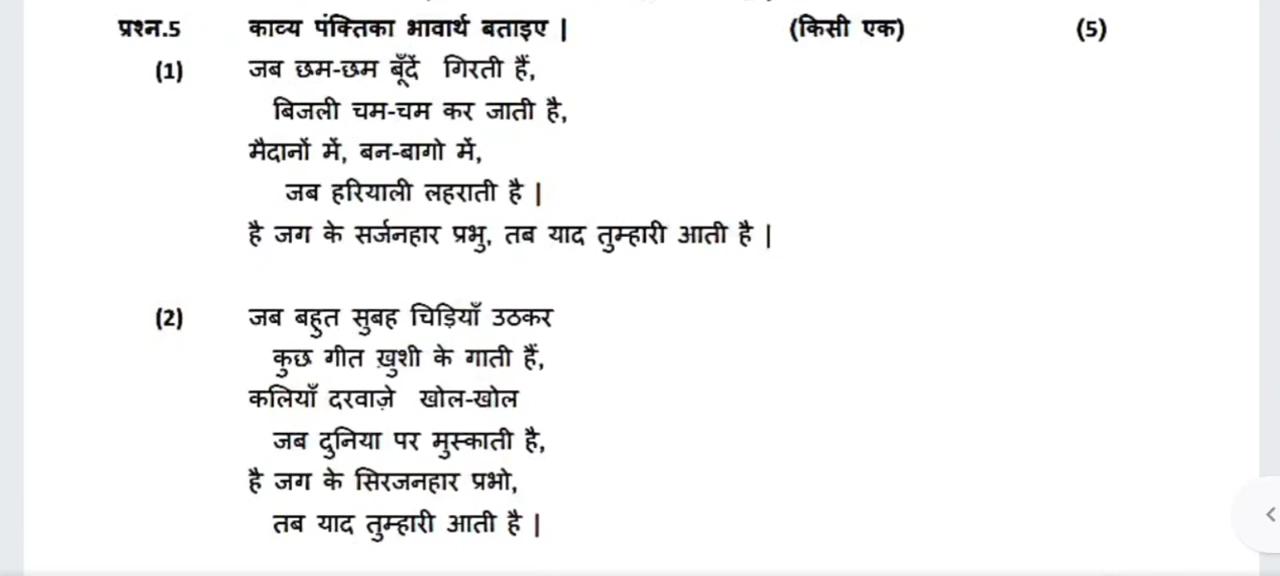 प्रश्न.5 काव्य पंक्तिका भावार्थ बताइए | (किसी एक) (5)
(1) जब छम-छम बूँदें गिरती हैं,
बिजली चम-चम कर जाती है,
मैदानों में, बन-बागो में,
जब हरियाली लहराती है |
है जग के सर्जनहार प्रभु, तब याद तुम्हारी आती है |
(2) जब बहुत सुबह चिड़ियाँ उठकर
कुछ गीत ख़ुशी के गाती हैं,
कलियाँ दरवाज़े खोल-खोल
जब दुनिया पर मुस्काती है,
है जग के सिरजनहार प्रभो,
तब याद तुम्हारी आती है |